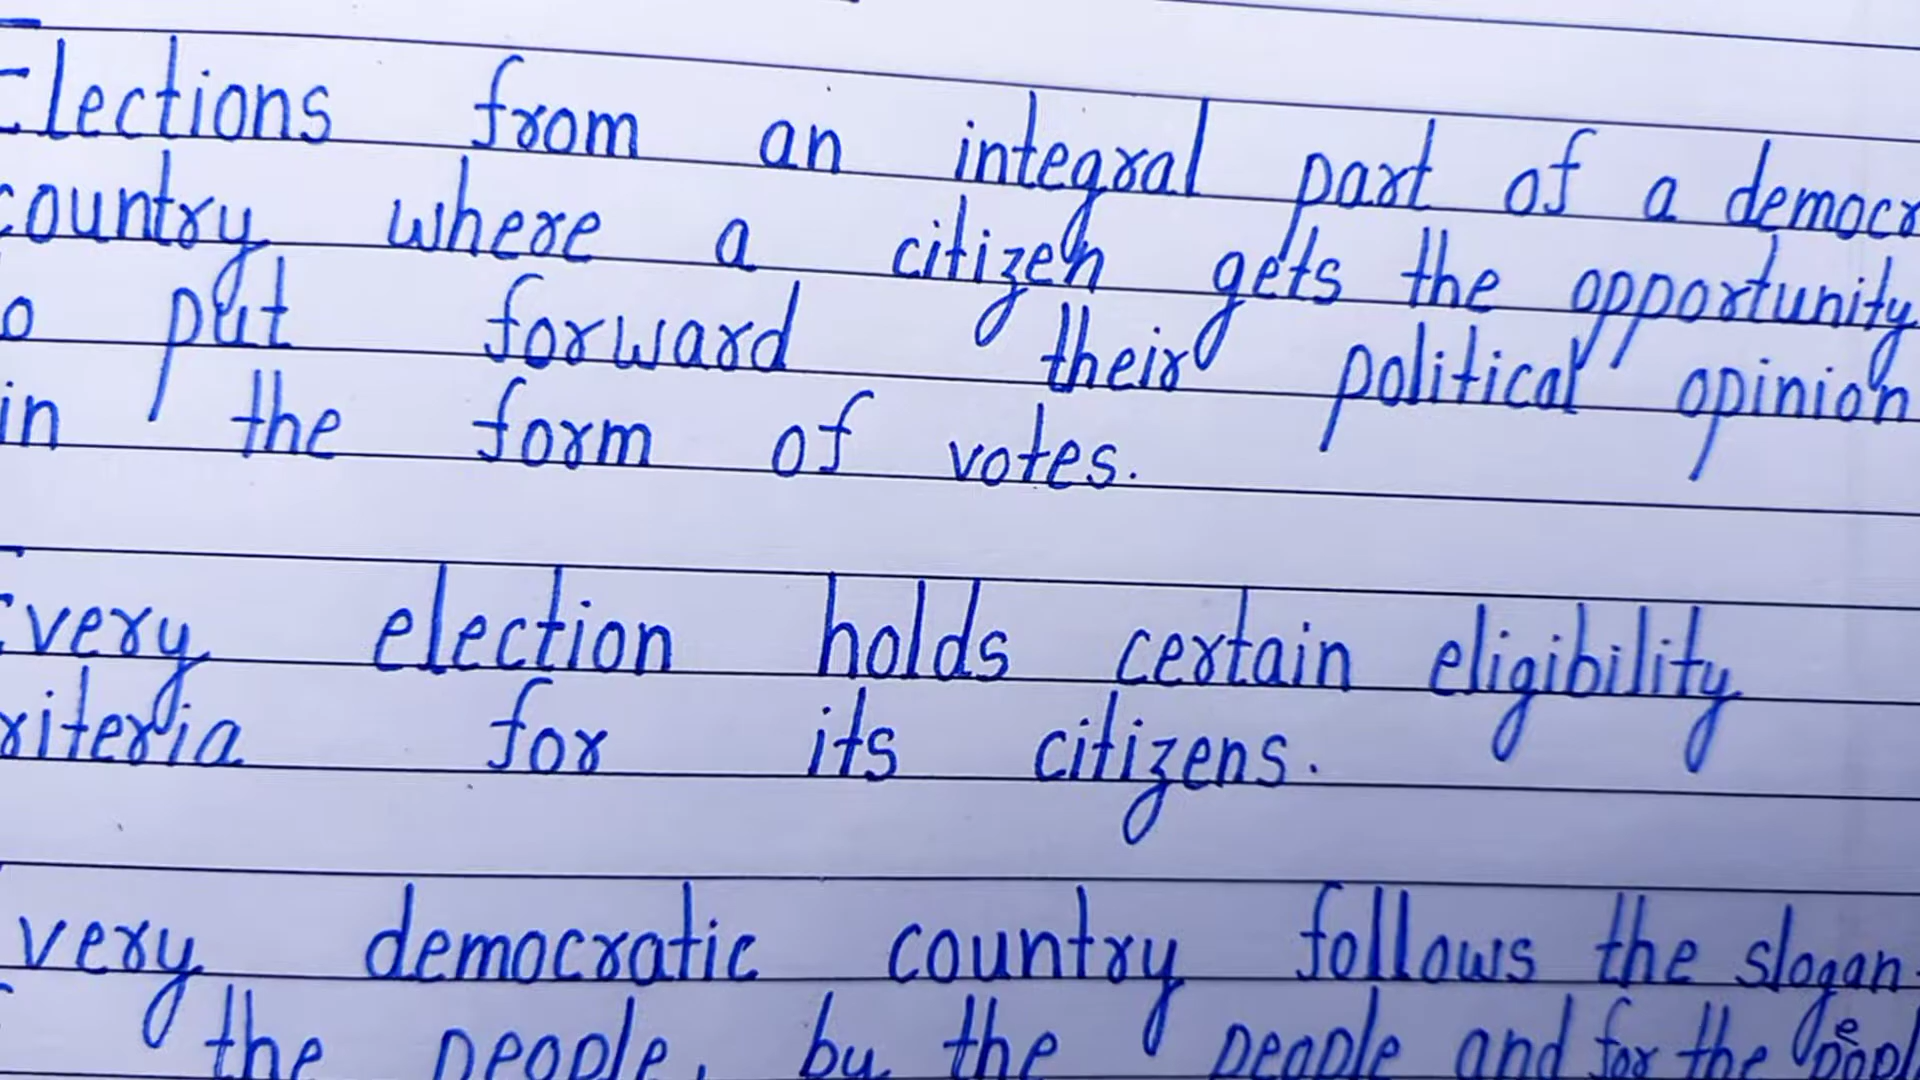 Elections from an integral part of a democr
country where a citizen gets the opportunity
o put forward their political opinion
in the form of votes.
Every election holds certain eligibility
riteria for its citizens.
very democratic country follows the slogan-
the people, by the people and for the peopl